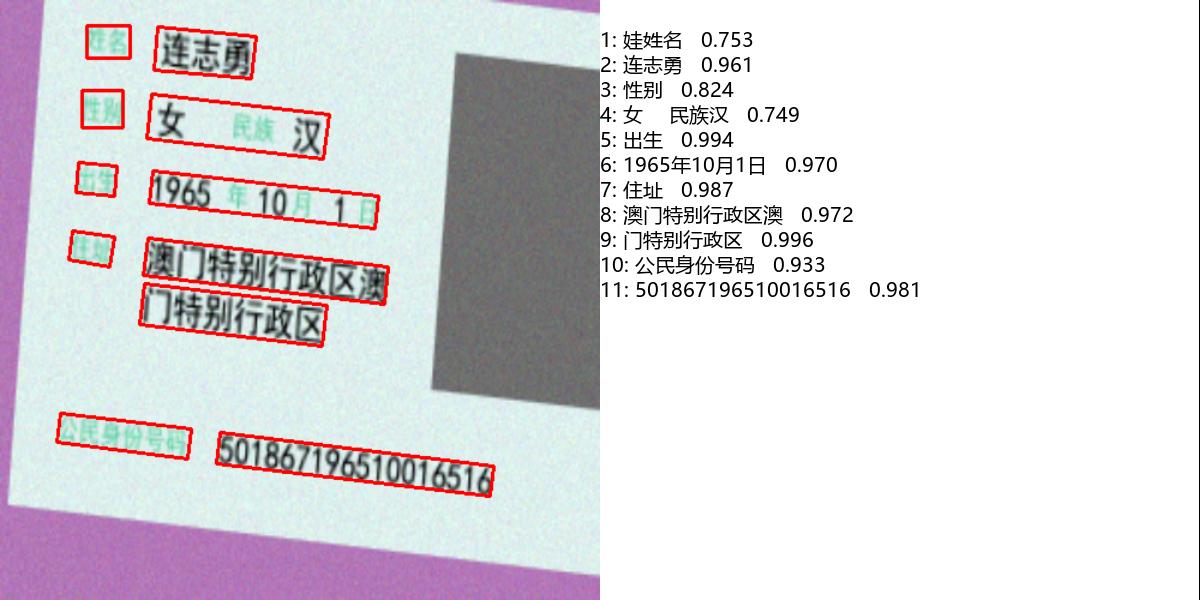 姓名 连志勇
性别 女 民族 汉
出生 1965 年 10 月 1 日
住址 澳门特别行政区澳
门特别行政区
公民身份号码 501867196510016516
1: 娃姓名 0.753
2: 连志勇 0.961
3: 性别 0.824
4: 女 民族汉 0.749
5: 出生 0.994
6: 1965年10月1日 0.970
7: 住址 0.987
8: 澳门特别行政区澳 0.972
9: 门特别行政区 0.996
10: 公民身份号码 0.933
11: 501867196510016516 0.981